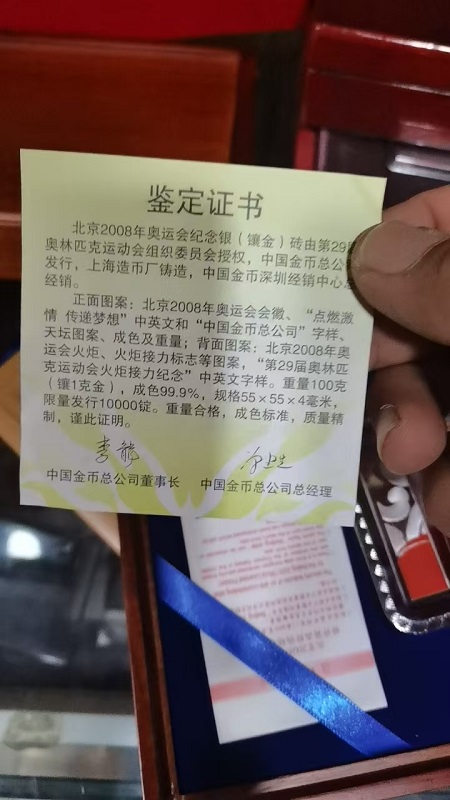 鉴定证书
北京2008年奥运会纪念银（镶金）砖由第29届
奥林匹克运动会组织委员会授权，中国金币总公
发行，上海造币厂铸造，中国金币深圳经销中心
经销。
正面图案：北京2008年奥运会会徽、“点燃激
情 传递梦想”中英文和“中国金币总公司”字样、
天坛图案、成色及重量；背面图案：北京2008年奥
运会火炬、火炬接力标志等图案，“第29届奥林匹
克运动会火炬接力纪念”中英文字样。重量100克
（镶1克金），成色99.9%，规格55×55×4毫米，
限量发行10000锭。重量合格，成色标准，质量精
制，谨此证明。
中国金币总公司董事长 中国金币总公司总经理